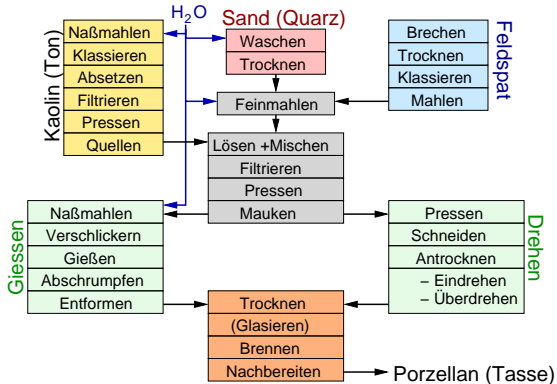 H₂O
Sand (Quarz)
Kaolin (Ton)
Naßmahlen
Klassieren
Absetzen
Filtrieren
Pressen
Quellen
Waschen
Trocknen
Feldspat
Brechen
Trocknen
Klassieren
Mahlen
Feinmahlen
Lösen +Mischen
Filtrieren
Pressen
Mauken
Giessen
Naßmahlen
Verschlickern
Gießen
Abschrumpfen
Entformen
Drehen
Pressen
Schneiden
Antrocknen
– Eindrehen
– Überdrehen
Trocknen
(Glasieren)
Brennen
Nachbereiten
Porzellan (Tasse)